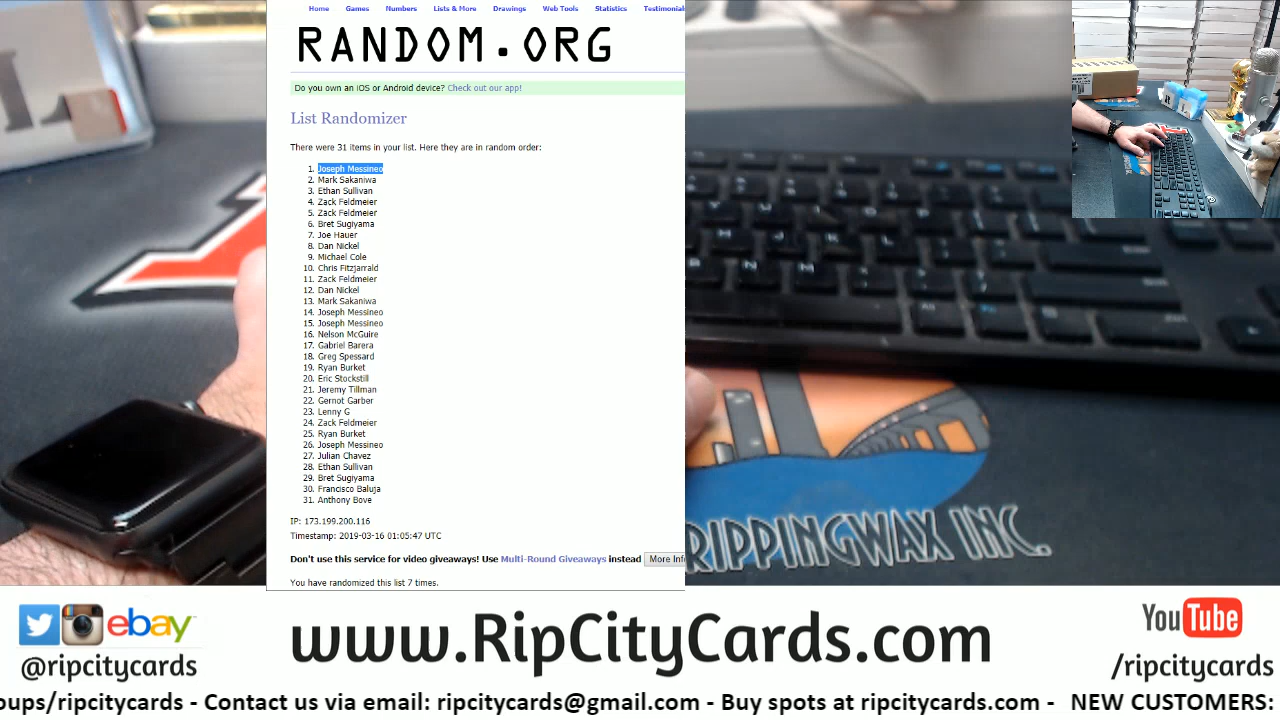 Home Games Numbers Lists & More Drawings Web Tools Statistics Testimonials
RANDOM.ORG
Do you own an iOS or Android device? Check out our app!
List Randomizer
There were 31 items in your list. Here they are in random order:
1. Joseph Messineo
2. Mark Sakaniwa
3. Ethan Sullivan
4. Zack Feldmeier
5. Zack Feldmeier
6. Bret Sugiyama
7. Joe Hauer
8. Dan Nickel
9. Michael Cole
10. Chris Fitzjarrald
11. Zack Feldmeier
12. Dan Nickel
13. Mark Sakaniwa
14. Joseph Messineo
15. Joseph Messineo
16. Nelson McGuire
17. Gabriel Barera
18. Greg Spessard
19. Ryan Burket
20. Eric Stockstill
21. Jeremy Tillman
22. Gernot Garber
23. Lenny G
24. Zack Feldmeier
25. Ryan Burket
26. Joseph Messineo
27. Julian Chavez
28. Ethan Sullivan
29. Bret Sugiyama
30. Francisco Baluja
31. Anthony Bove
IP: 173.199.200.116
Timestamp: 2019-03-16 01:05:47 UTC
Don't use this service for video giveaways! Use Multi-Round Giveaways instead More Info
You have randomized this list 7 times.
RIPPINGWAX INC.
ebay
@ripcitycards
www.RipCityCards.com
YouTube
/ripcitycards
oups/ripcitycards - Contact us via email: ripcitycards@gmail.com - Buy spots at ripcitycards.com - NEW CUSTOMERS: